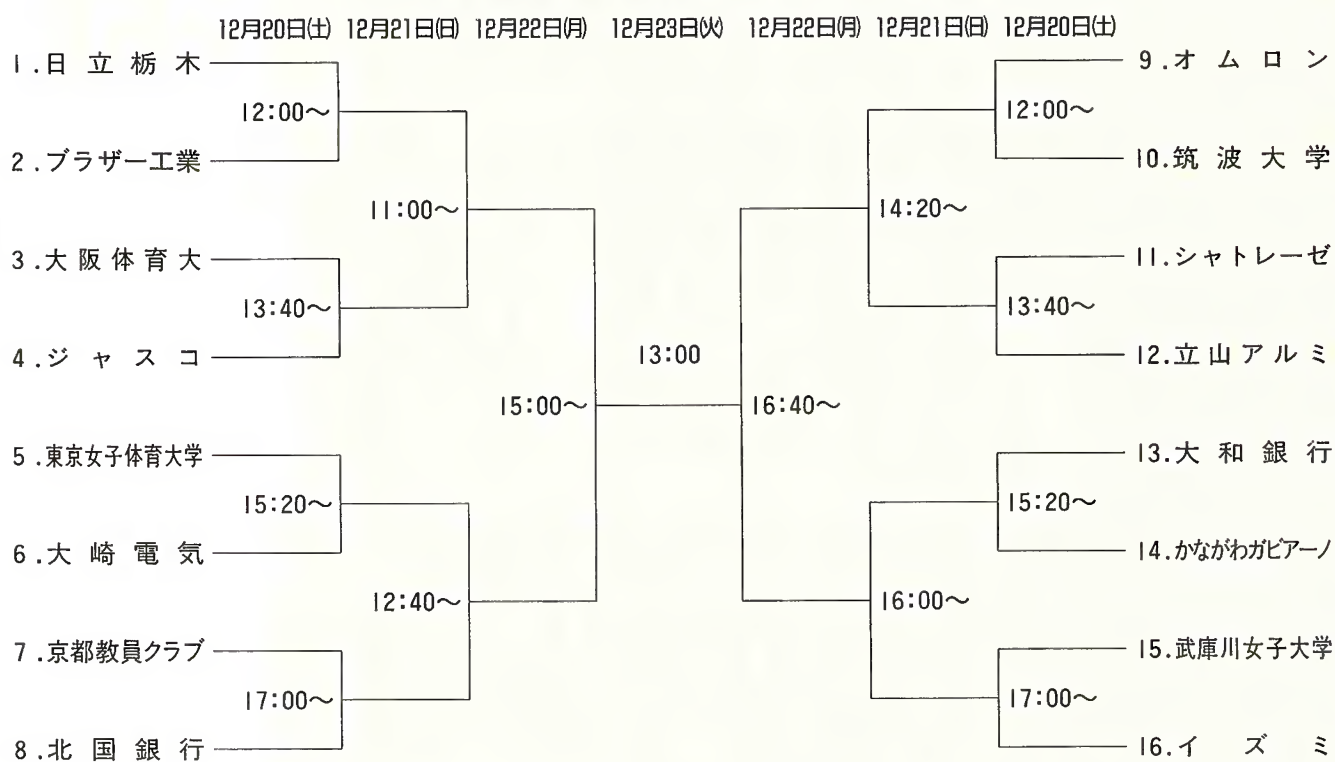 12月20日(土) 12月21日(日) 12月22日(月) 12月23日(火) 12月22日(月) 12月21日(日) 12月20日(土)
1.日立栃木
12:00～
2.ブラザー工業
11:00～
3.大阪体育大
13:40～
4.ジャスコ
15:00～
5.東京女子体育大学
15:20～
6.大崎電気
12:40～
7.京都教員クラブ
17:00～
8.北国銀行
13:00
9.オムロン
12:00～
10.筑波大学
14:20～
11.シャトレーゼ
13:40～
12.立山アルミ
16:40～
13.大和銀行
15:20～
14.かながわガビアーノ
16:00～
15.武庫川女子大学
17:00～
16.イズミ